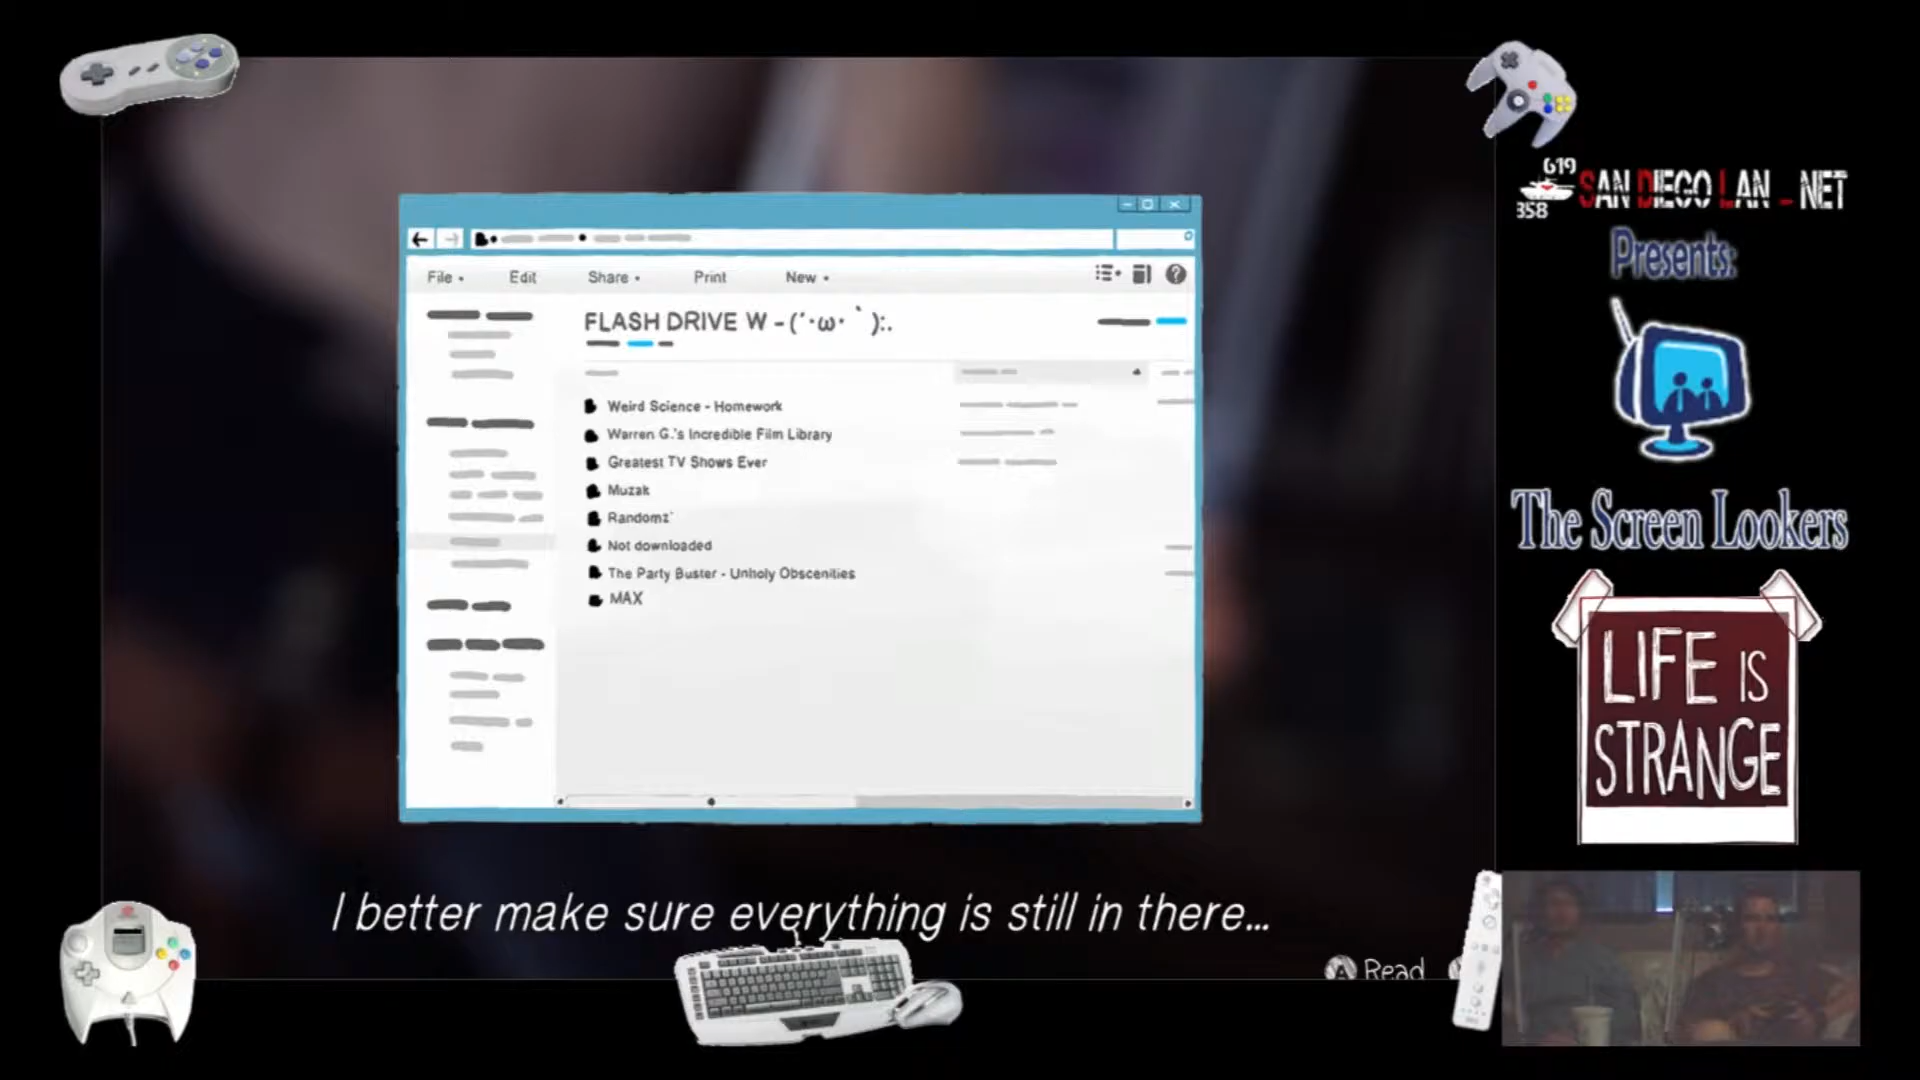 619
358
SAN DIEGO LAN - NET
Presents:
The Screen Lookers
LIFE IS
STRANGE
File
Edit
Share
Print
New
FLASH DRIVE W - (´・ω・｀):.
Weird Science - Homework
Warren G.'s Incredible Film Library
Greatest TV Shows Ever
Muzak
Randomz'
Not downloaded
The Party Buster - Unholy Obscenities
MAX
I better make sure everything is still in there...
A Read